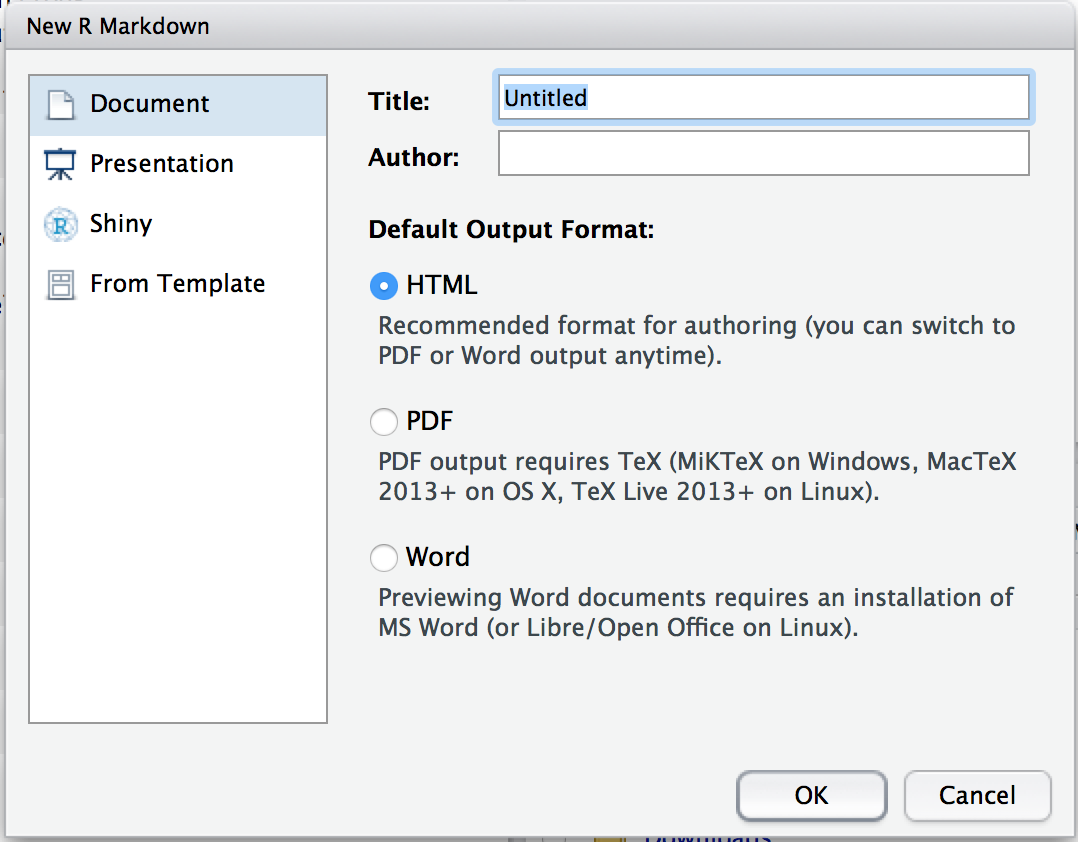 New R Markdown
Document
Presentation
Shiny
From Template
Title: Untitled
Author:
Default Output Format:
HTML
Recommended format for authoring (you can switch to
PDF or Word output anytime).
PDF
PDF output requires TeX (MiKTeX on Windows, MacTeX
2013+ on OS X, TeX Live 2013+ on Linux).
Word
Previewing Word documents requires an installation of
MS Word (or Libre/Open Office on Linux).
OK Cancel